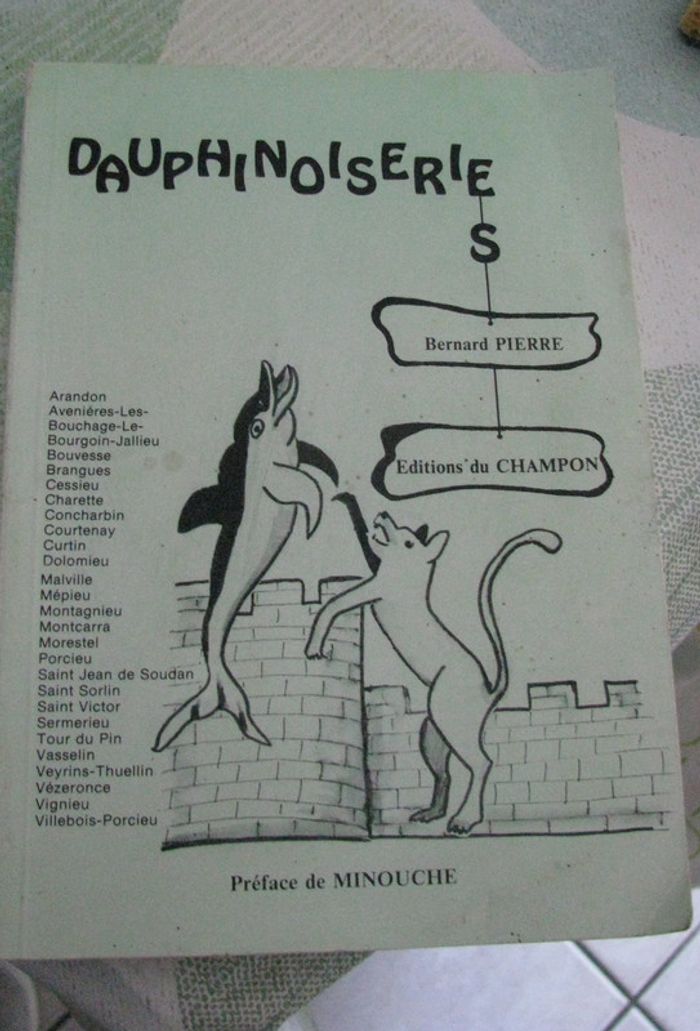 DAUPHINOISERIES
Bernard PIERRE
Editions du CHAMPON
Arandon
Aveniéres-Les-
Bouchage-Le-
Bourgoin-Jallieu
Bouvesse
Brangues
Cessieu
Charette
Concharbin
Courtenay
Curtin
Dolomieu
Malville
Mépieu
Montagnieu
Montcarra
Morestel
Porcieu
Saint Jean de Soudan
Saint Sorlin
Saint Victor
Sermerieu
Tour du Pin
Vasselin
Veyrins-Thuellin
Vézeronce
Vignieu
Villebois-Porcieu
Préface de MINOUCHE